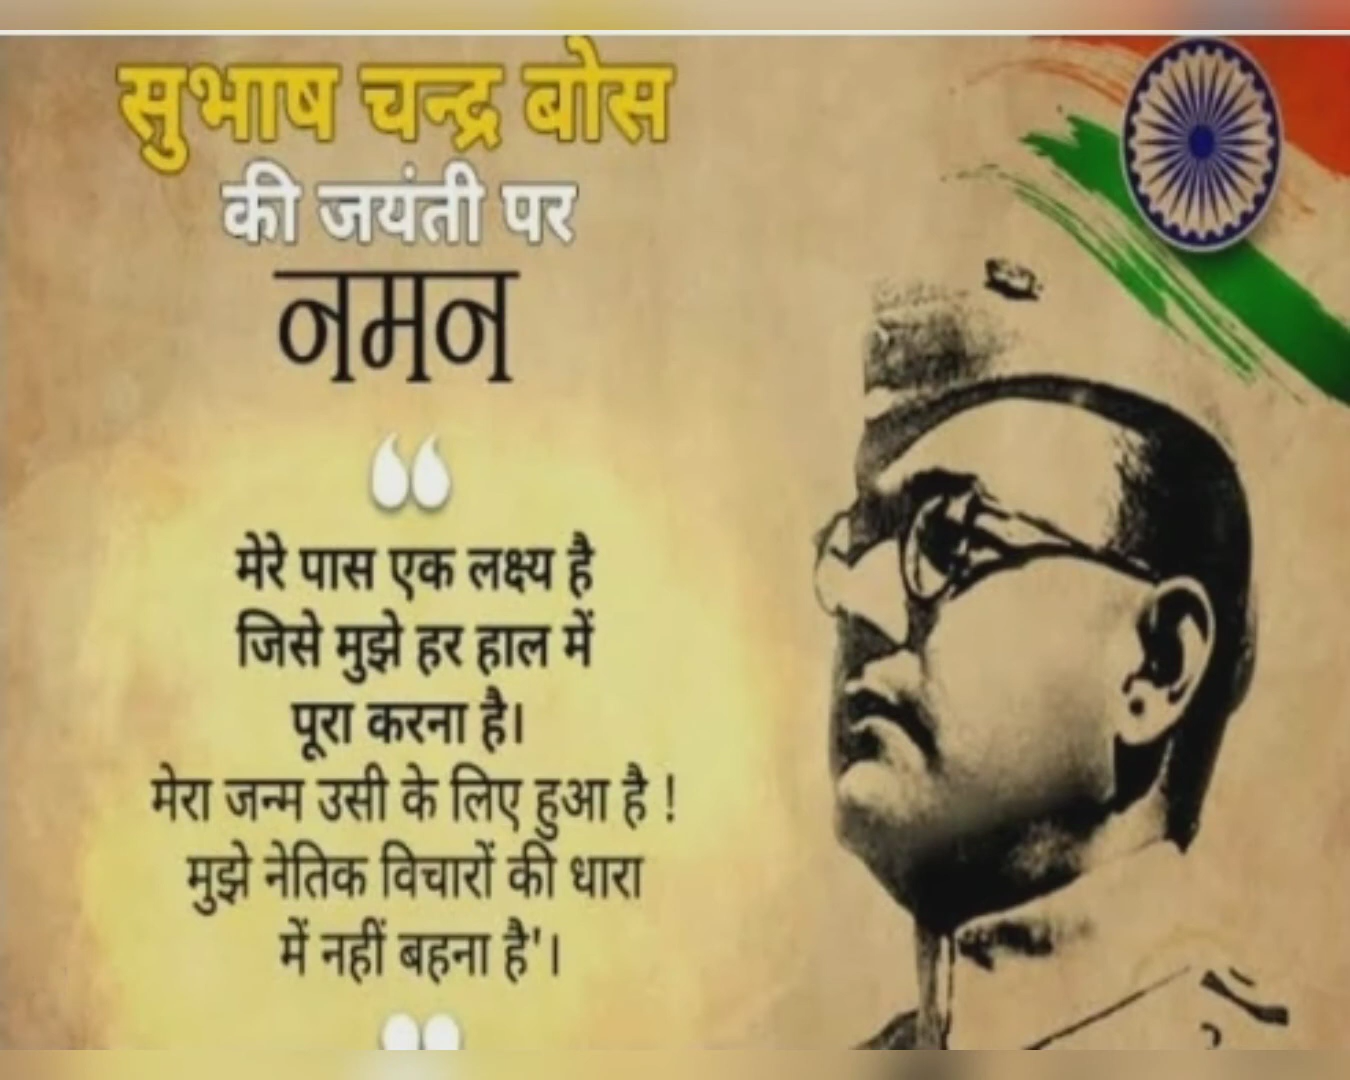 सुभाष चन्द्र बोस
की जयंती पर
नमन
“
मेरे पास एक लक्ष्य है
जिसे मुझे हर हाल में
पूरा करना है।
मेरा जन्म उसी के लिए हुआ है !
मुझे नेतिक विचारों की धारा
में नहीं बहना है'।
”